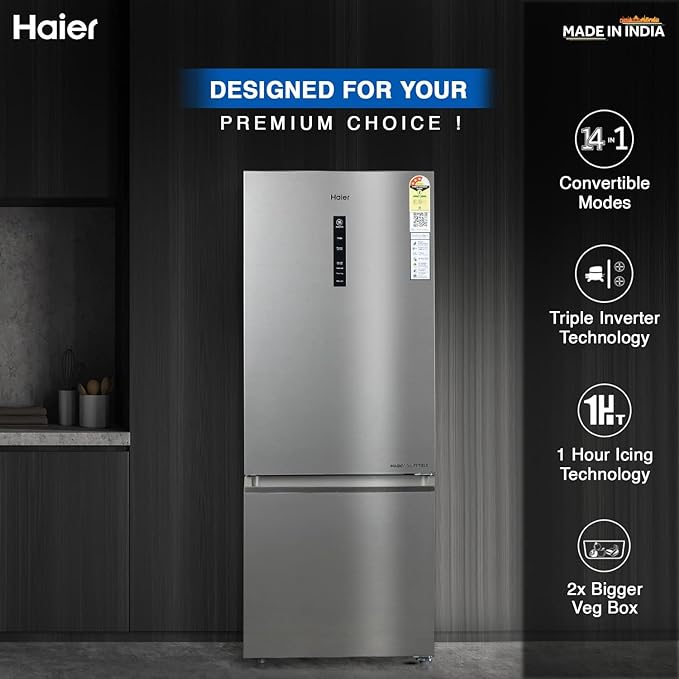 Haier
MADE IN INDIA
DESIGNED FOR YOUR
PREMIUM CHOICE !
Haier
14 IN 1
Convertible
Modes
Triple Inverter
Technology
1HIT
1 Hour Icing
Technology
2x Bigger
Veg Box